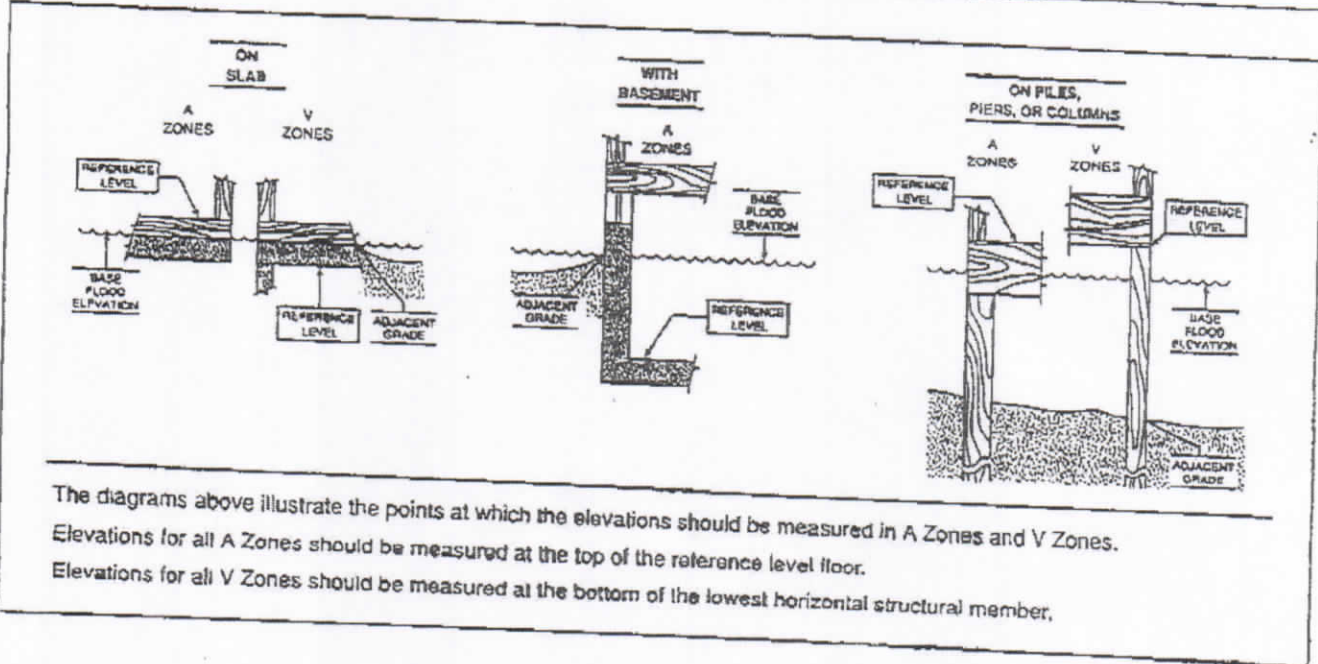 ON
SLAB
A
ZONES
V
ZONES
REFERENCE
LEVEL
BASE
FLOOD
ELEVATION
REFERENCE
LEVEL
ADJACENT
GRADE
WITH
BASEMENT
A
ZONES
BASE
FLOOD
ELEVATION
ADJACENT
GRADE
REFERENCE
LEVEL
ON PILES,
PIERS, OR COLUMNS
A
ZONES
V
ZONES
REFERENCE
LEVEL
REFERENCE
LEVEL
BASE
FLOOD
ELEVATION
ADJACENT
GRADE
The diagrams above illustrate the points at which the elevations should be measured in A Zones and V Zones.
Elevations for all A Zones should be measured at the top of the reference level floor.
Elevations for all V Zones should be measured at the bottom of the lowest horizontal structural member.